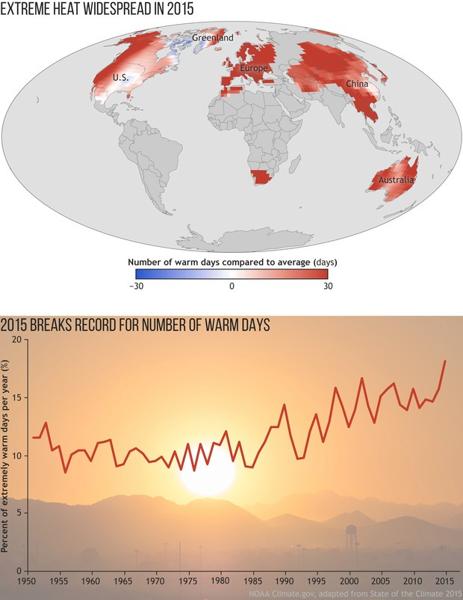 EXTREME HEAT WIDESPREAD IN 2015
Greenland
U.S.
Europe
China
Australia
Number of warm days compared to average (days)
-30 0 30
2015 BREAKS RECORD FOR NUMBER OF WARM DAYS
Percent of extremely warm days per year (%)
20
15
10
5
0
1950 1955 1960 1965 1970 1975 1980 1985 1990 1995 2000 2005 2010 2015
NOAA Climate.gov, adapted from State of the Climate 2015